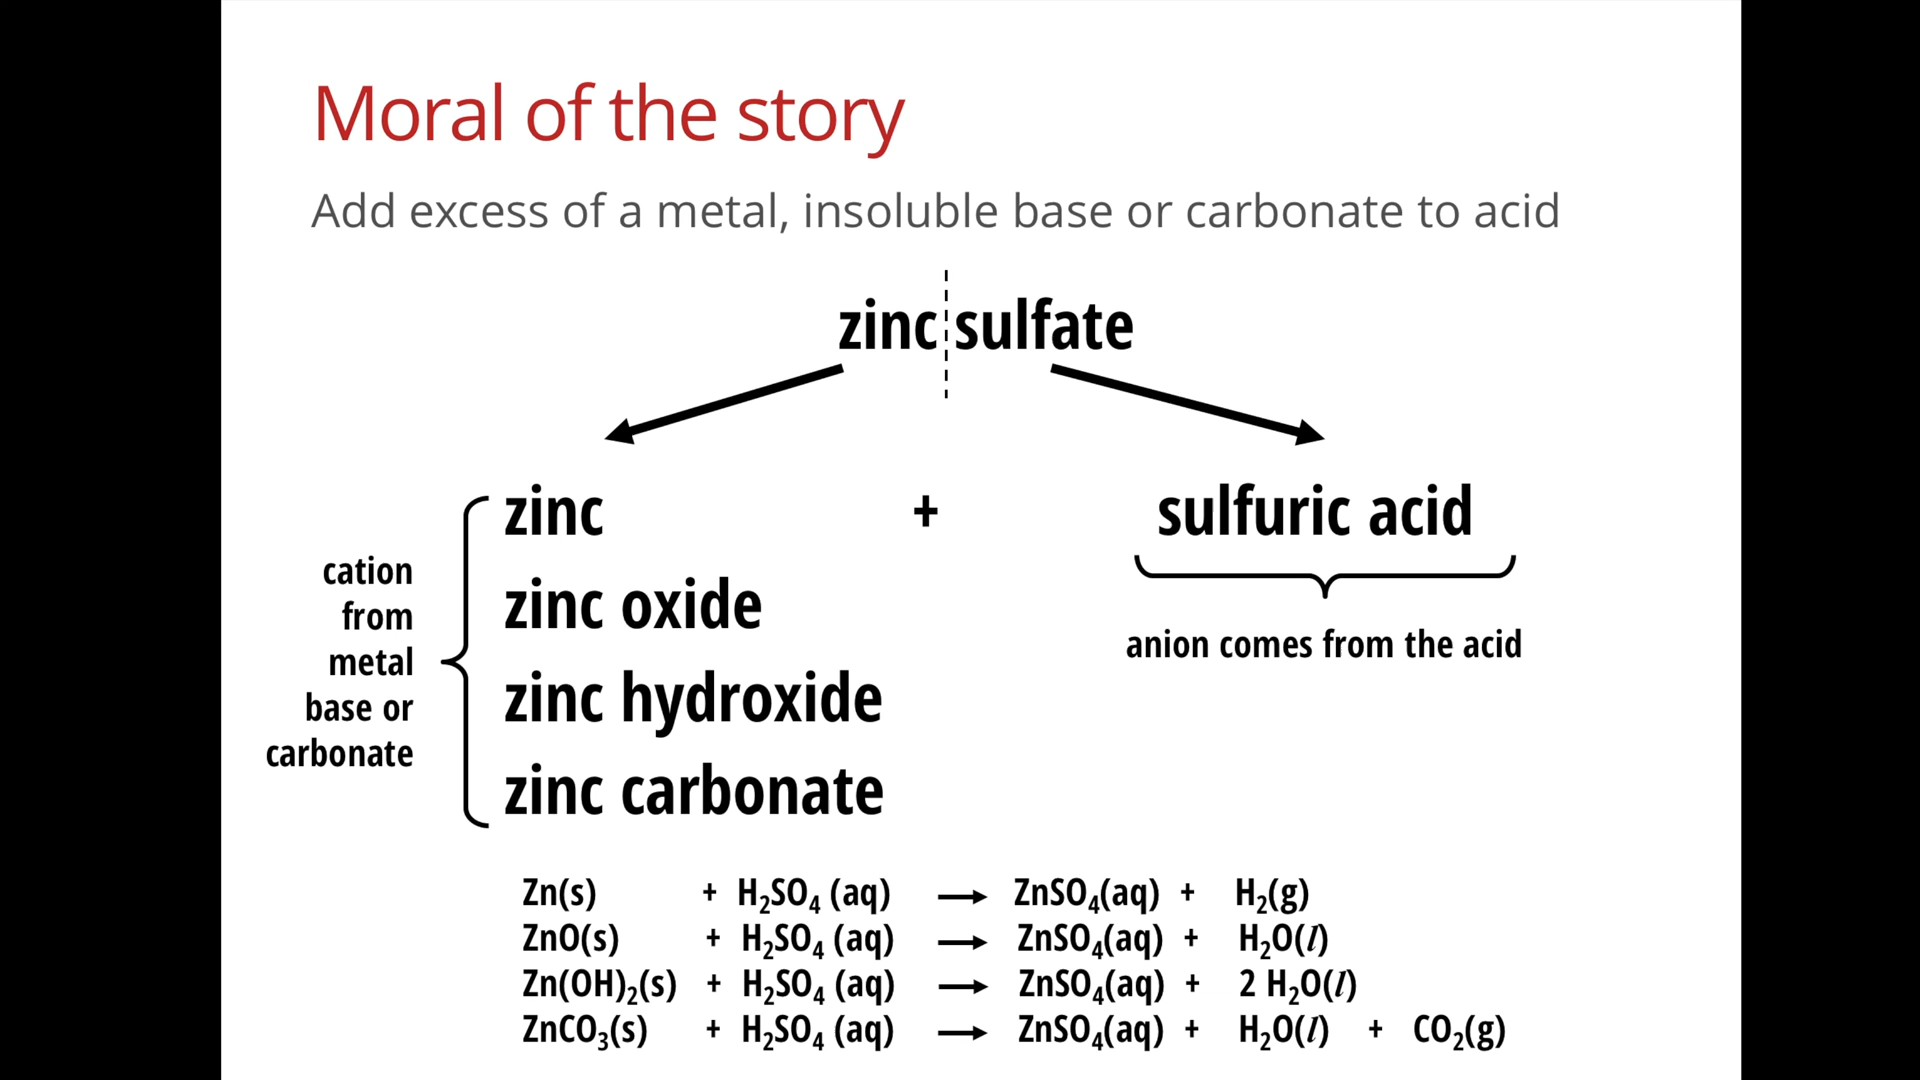 Moral of the story
Add excess of a metal, insoluble base or carbonate to acid
zinc sulfate
zinc + sulfuric acid
zinc oxide
zinc hydroxide
zinc carbonate
cation
from
metal
base or
carbonate
anion comes from the acid
Zn(s) + H₂SO₄ (aq) → ZnSO₄(aq) + H₂(g)
ZnO(s) + H₂SO₄ (aq) → ZnSO₄(aq) + H₂O(l)
Zn(OH)₂(s) + H₂SO₄ (aq) → ZnSO₄(aq) + 2 H₂O(l)
ZnCO₃(s) + H₂SO₄ (aq) → ZnSO₄(aq) + H₂O(l) + CO₂(g)